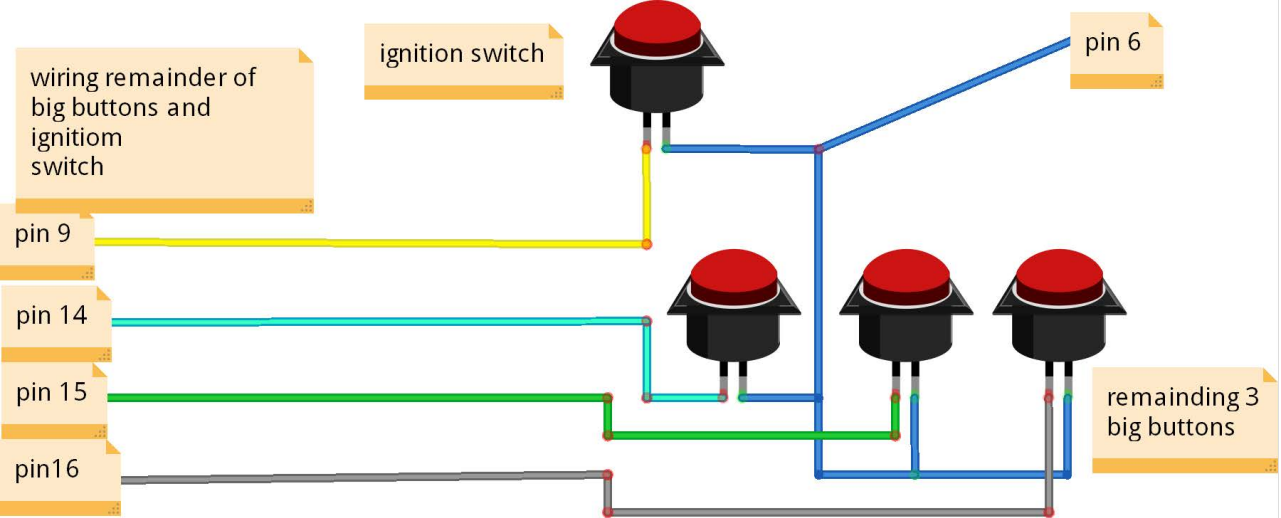 ignition switch
pin 6
wiring remainder of
big buttons and
ignitiom
switch
pin 9
pin 14
pin 15
pin16
remainding 3
big buttons